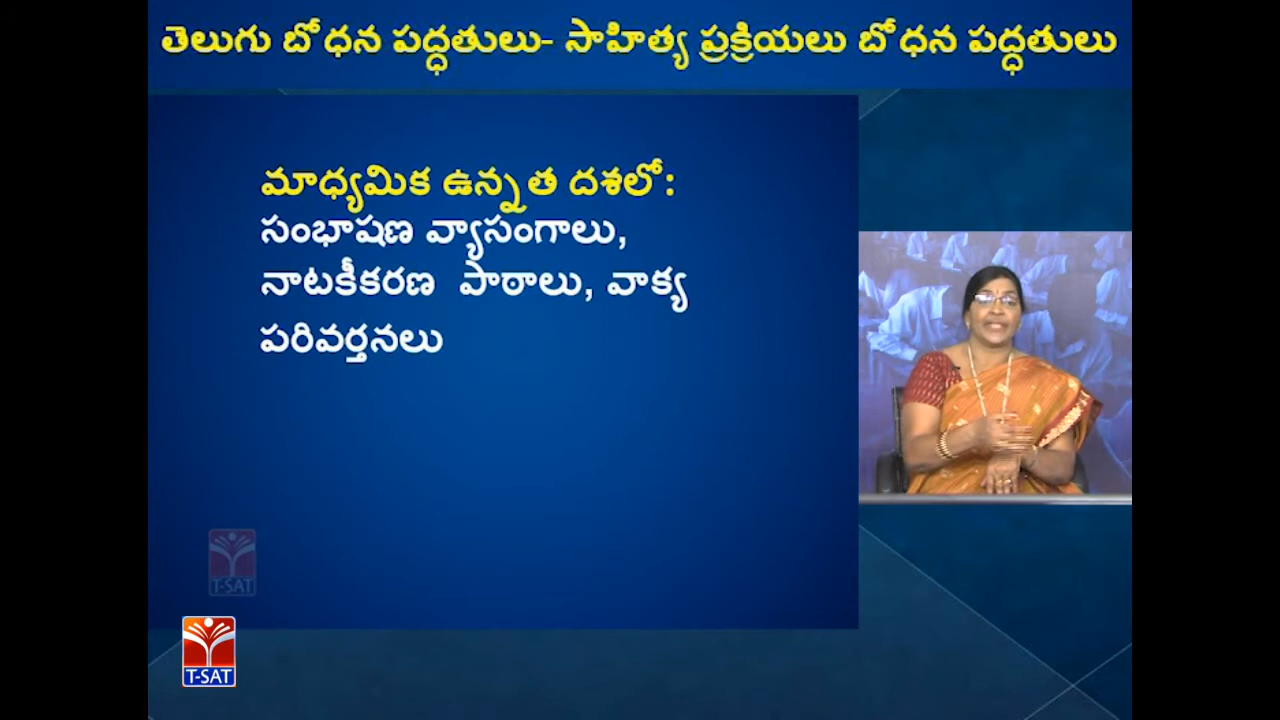 తెలుగు బోధన పద్ధతులు- సాహిత్య ప్రక్రియలు బోధన పద్ధతులు
మాధ్యమిక ఉన్నత దశలో:
సంభాషణ వ్యాసంగాలు,
నాటకీకరణ పాఠాలు, వాక్య
పరివర్తనలు
T-SAT
T-SAT